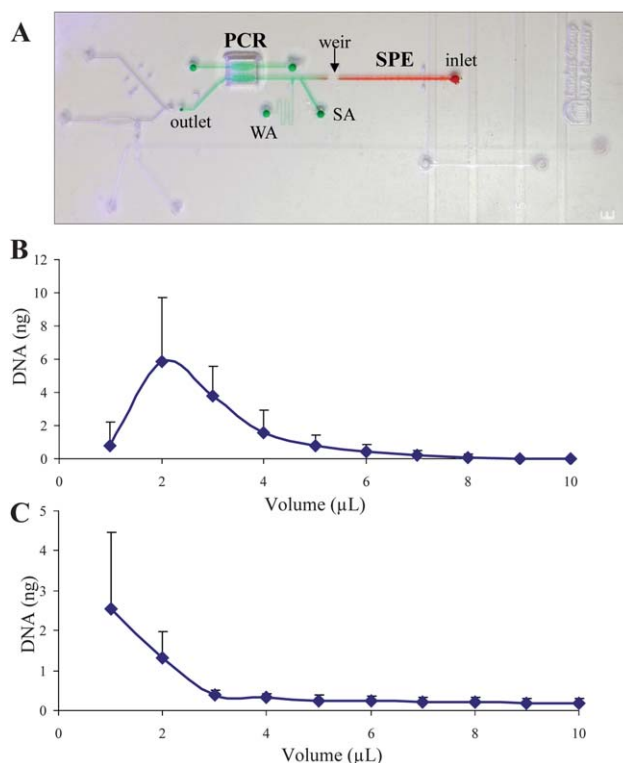 A
PCR
weir
SPE
inlet
outlet
WA
SA
B
DNA (ng)
12
10
8
6
4
2
0
0 2 4 6 8 10
Volume (µL)
C
DNA (ng)
5
4
3
2
1
0
0 2 4 6 8 10
Volume (µL)